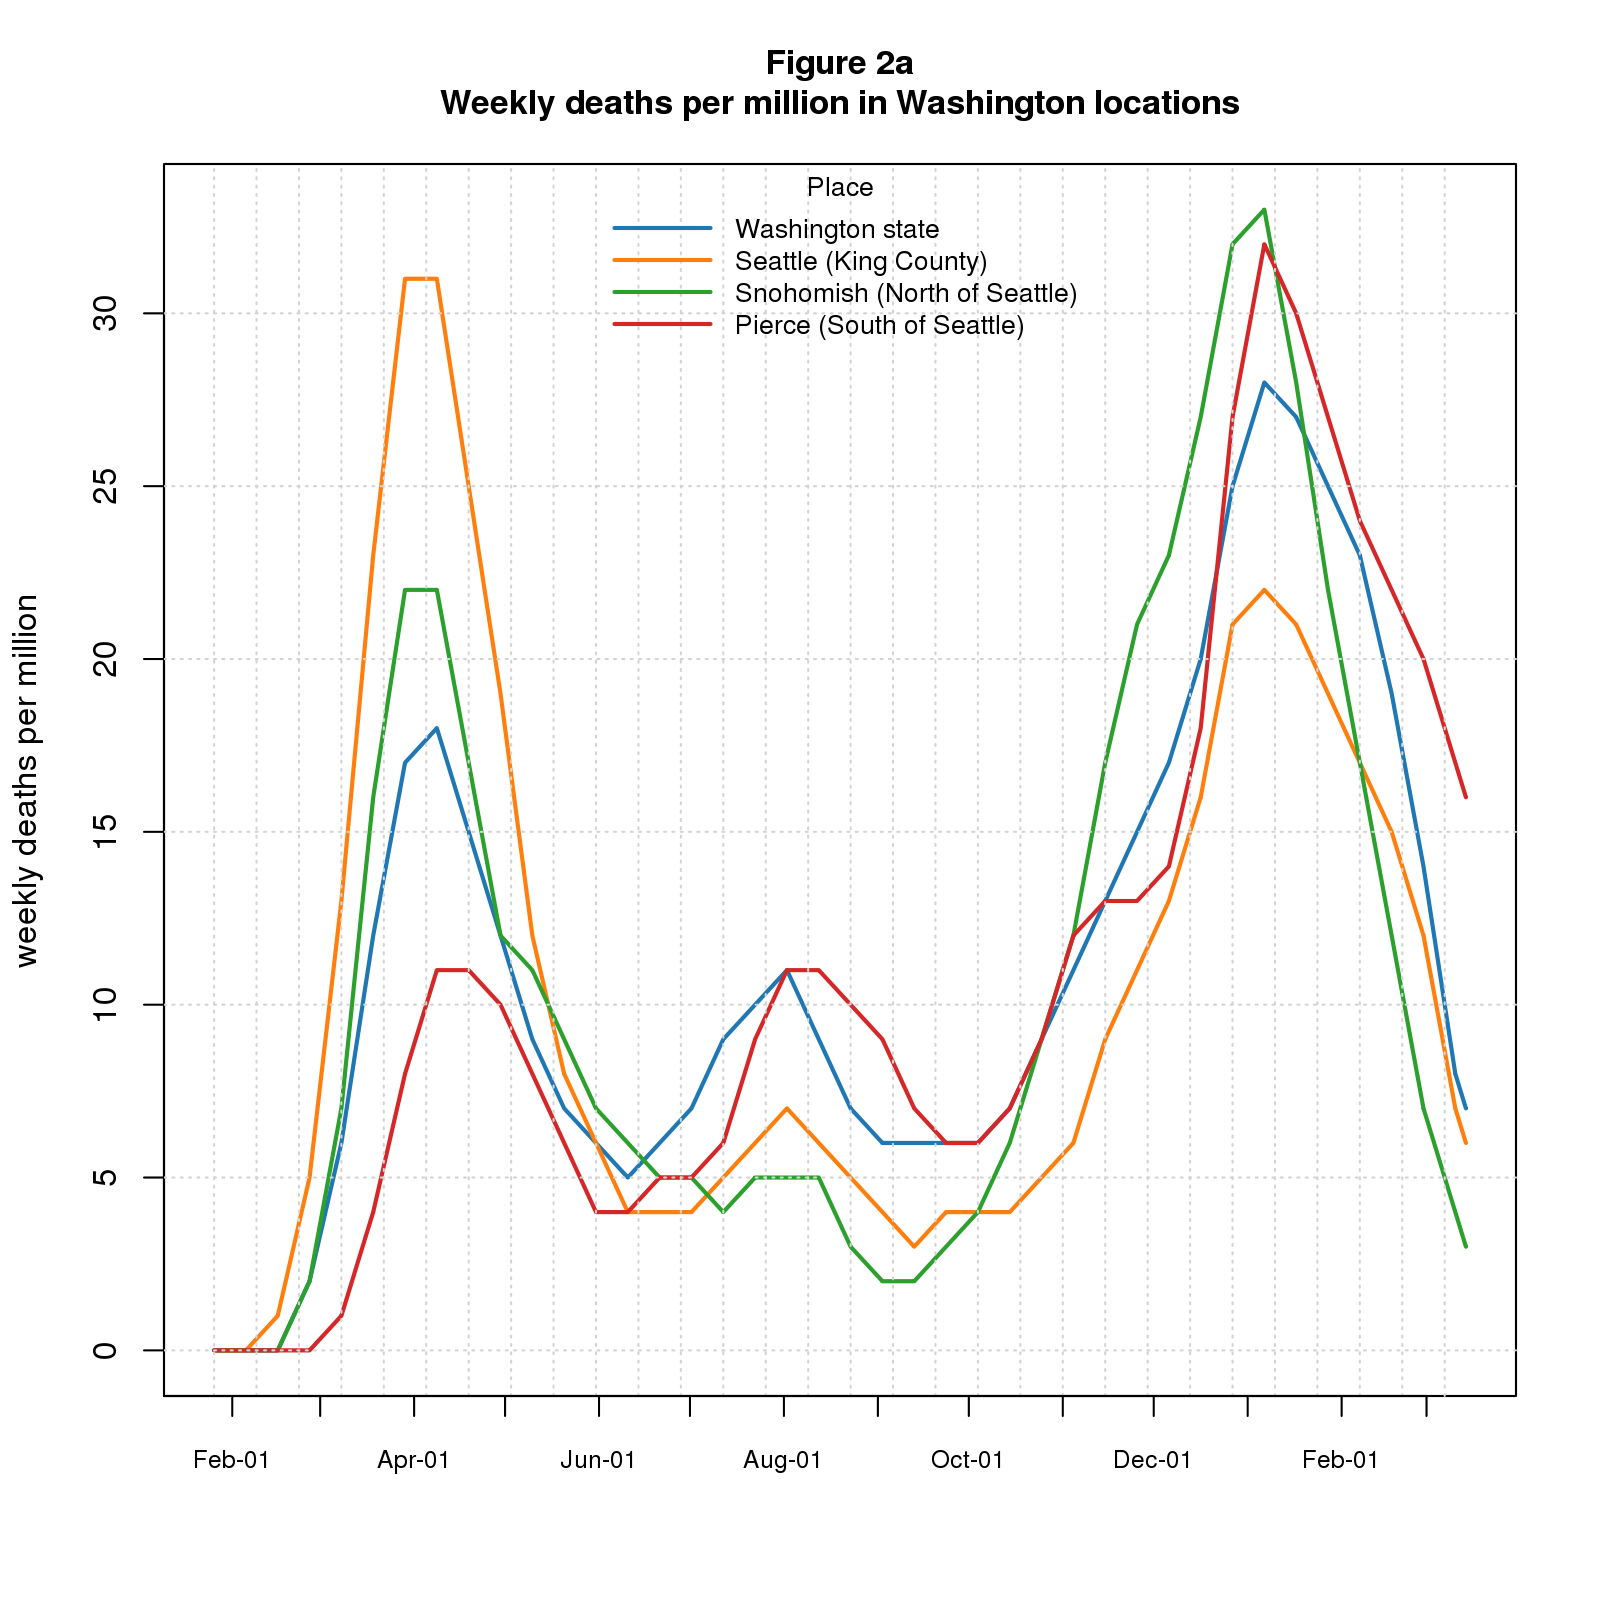 Figure 2a
Weekly deaths per million in Washington locations
Place
Washington state
Seattle (King County)
Snohomish (North of Seattle)
Pierce (South of Seattle)
weekly deaths per million
30
25
20
15
10
5
0
Feb-01 Apr-01 Jun-01 Aug-01 Oct-01 Dec-01 Feb-01